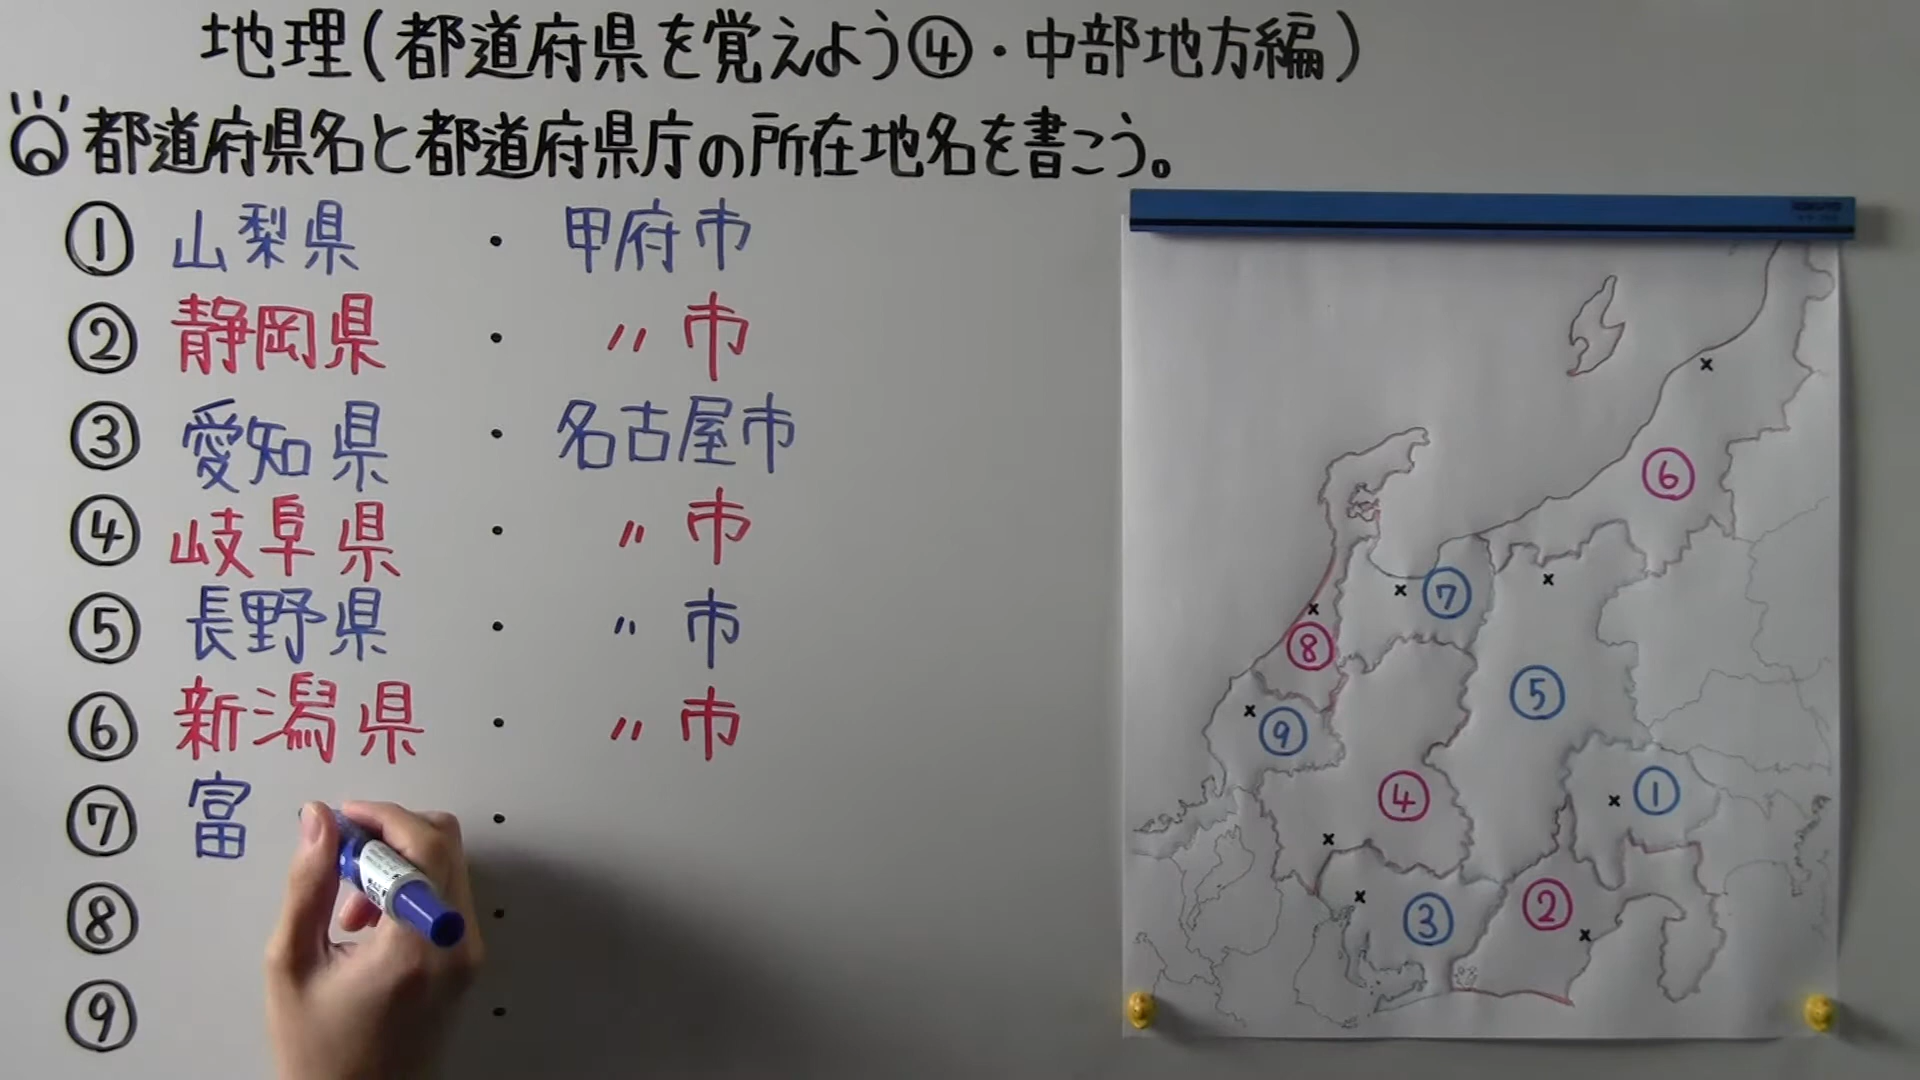 地理(都道府県を覚えよう④・中部地方編)
都道府県名と都道府県庁の所在地名を書こう。
① 山梨県 ・ 甲府市
② 静岡県 ・ 〃 市
③ 愛知県 ・ 名古屋市
④ 岐阜県 ・ 〃 市
⑤ 長野県 ・ 〃 市
⑥ 新潟県 ・ 〃 市
⑦ 富 ・
⑧ ・
⑨ ・
⑥
⑦
⑧
⑤
⑨
①
④
②
③